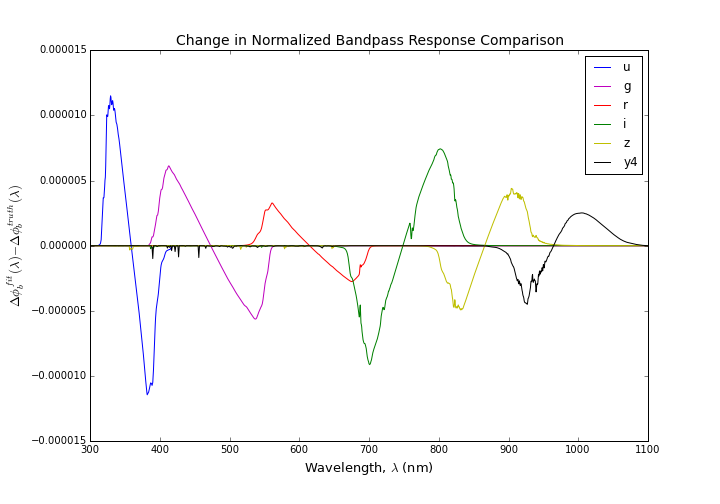 Change in Normalized Bandpass Response Comparison
0.000015
0.000010
0.000005
0.000000
−0.000005
−0.000010
−0.000015
Δϕ_b^{fit}(λ)−Δϕ_b^{truth}(λ)
u
g
r
i
z
y4
300 400 500 600 700 800 900 1000 1100
Wavelength, λ (nm)